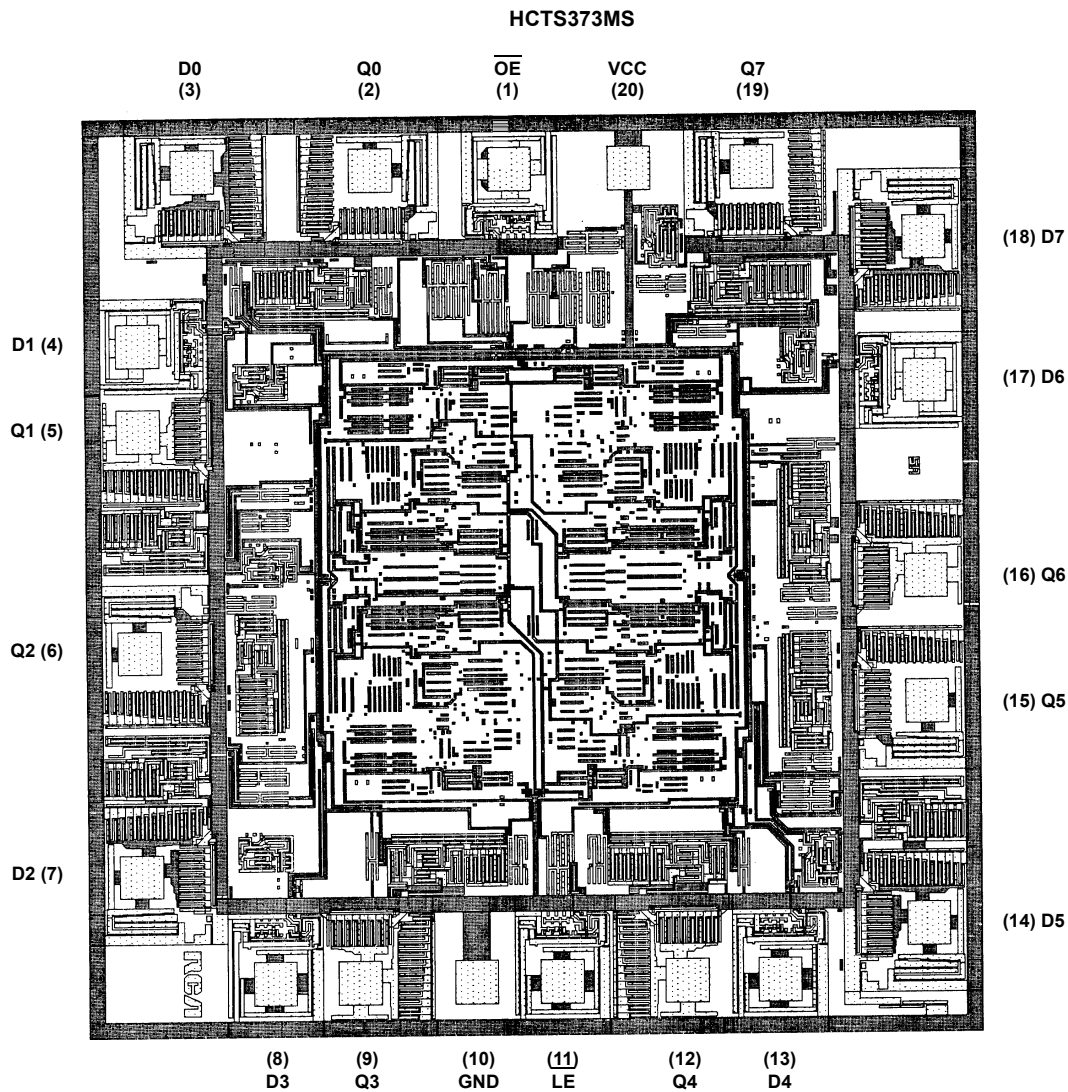 HCTS373MS
D0 Q0 OE VCC Q7
(3) (2) (1) (20) (19)
(18) D7
D1 (4)
(17) D6
Q1 (5)
(16) Q6
Q2 (6)
(15) Q5
D2 (7)
(14) D5
RCA
(8) (9) (10) (11) (12) (13)
D3 Q3 GND LE Q4 D4